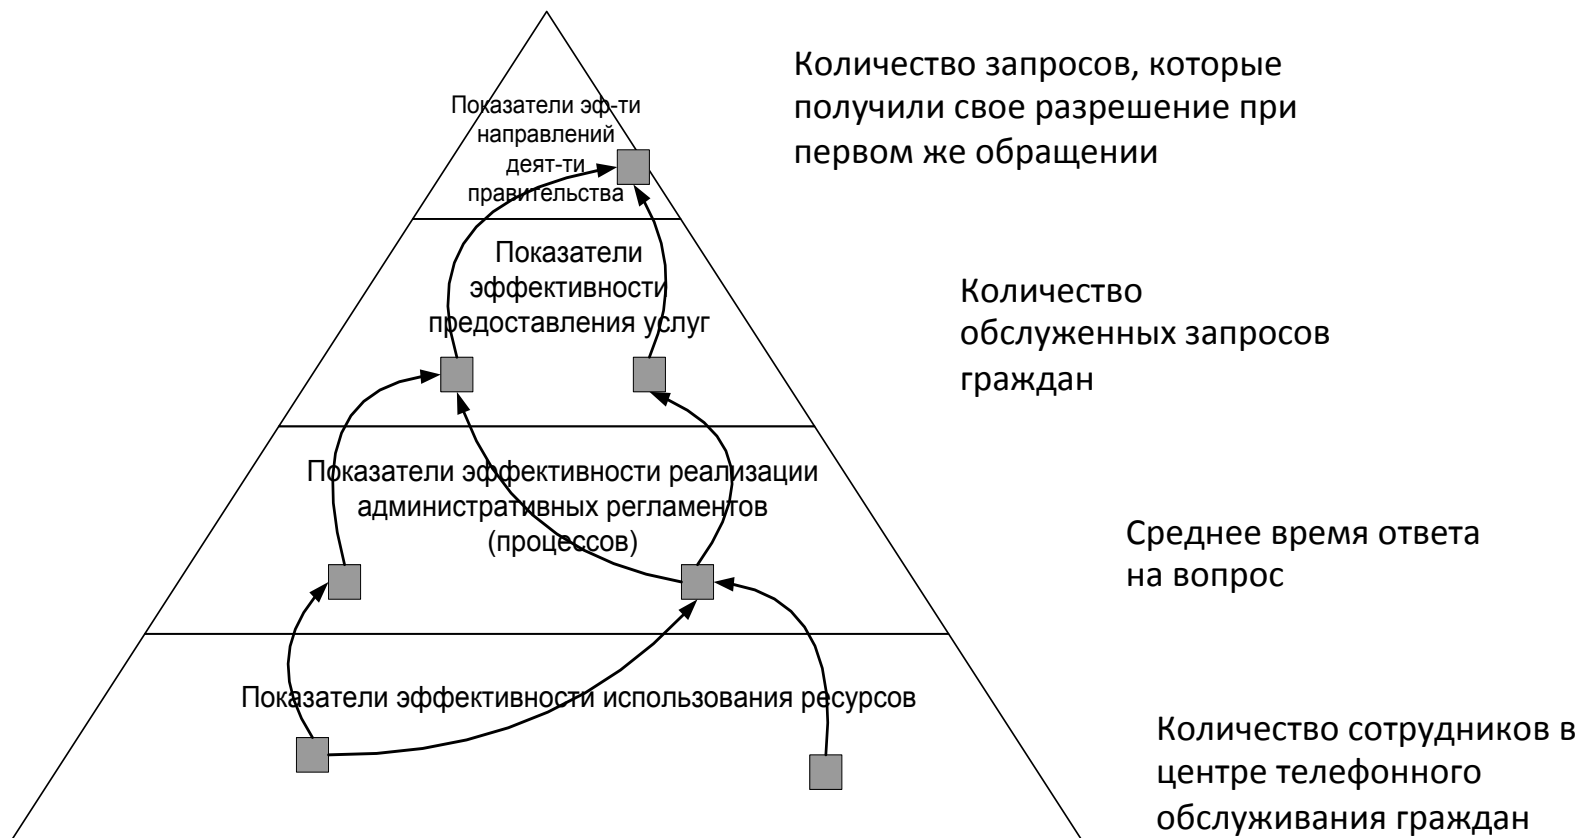 Показатели эф-ти
направлений
деят-ти
правительства
Количество запросов, которые
получили свое разрешение при
первом же обращении
Показатели
эффективности
предоставления услуг
Количество
обслуженных запросов
граждан
Показатели эффективности реализации
административных регламентов
(процессов)
Среднее время ответа
на вопрос
Показатели эффективности использования ресурсов
Количество сотрудников в
центре телефонного
обслуживания граждан